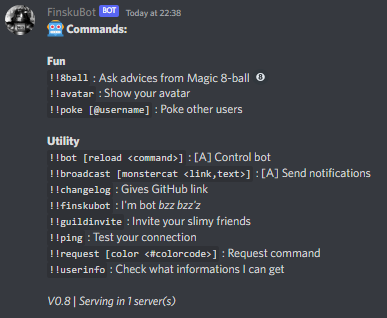 FinskuBot BOT Today at 22:38
🤖 Commands:
Fun
!!8ball : Ask advices from Magic 8-ball 🎱
!!avatar : Show your avatar
!!poke [@username] : Poke other users
Utility
!!bot [reload <command>] : [A] Control bot
!!broadcast [monstercat <link,text>] : [A] Send notifications
!!changelog : Gives GitHub link
!!finskubot : I'm bot bzz bzz'z
!!guildinvite : Invite your slimy friends
!!ping : Test your connection
!!request [color <#colorcode>] : Request command
!!userinfo : Check what informations I can get
V0.8 | Serving in 1 server(s)